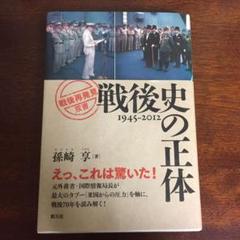 戦後再発見
双書
戦後史の正体
1945-2012
孫崎 享 [著]
えっ、これは驚いた!
元外務省・国際情報局長が
最大のタブー「米国からの圧力」を軸に、
戦後70年を読み解く!
創元社